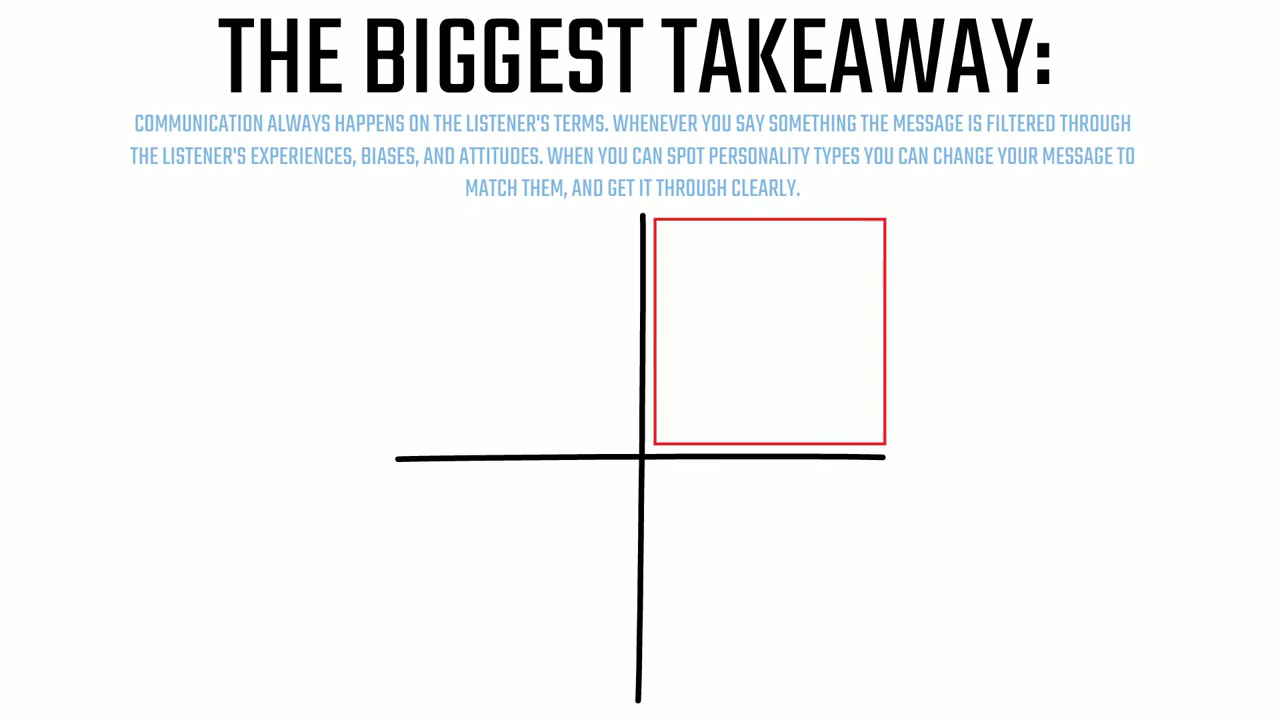 THE BIGGEST TAKEAWAY:
COMMUNICATION ALWAYS HAPPENS ON THE LISTENER'S TERMS. WHENEVER YOU SAY SOMETHING THE MESSAGE IS FILTERED THROUGH
THE LISTENER'S EXPERIENCES, BIASES, AND ATTITUDES. WHEN YOU CAN SPOT PERSONALITY TYPES YOU CAN CHANGE YOUR MESSAGE TO
MATCH THEM, AND GET IT THROUGH CLEARLY.